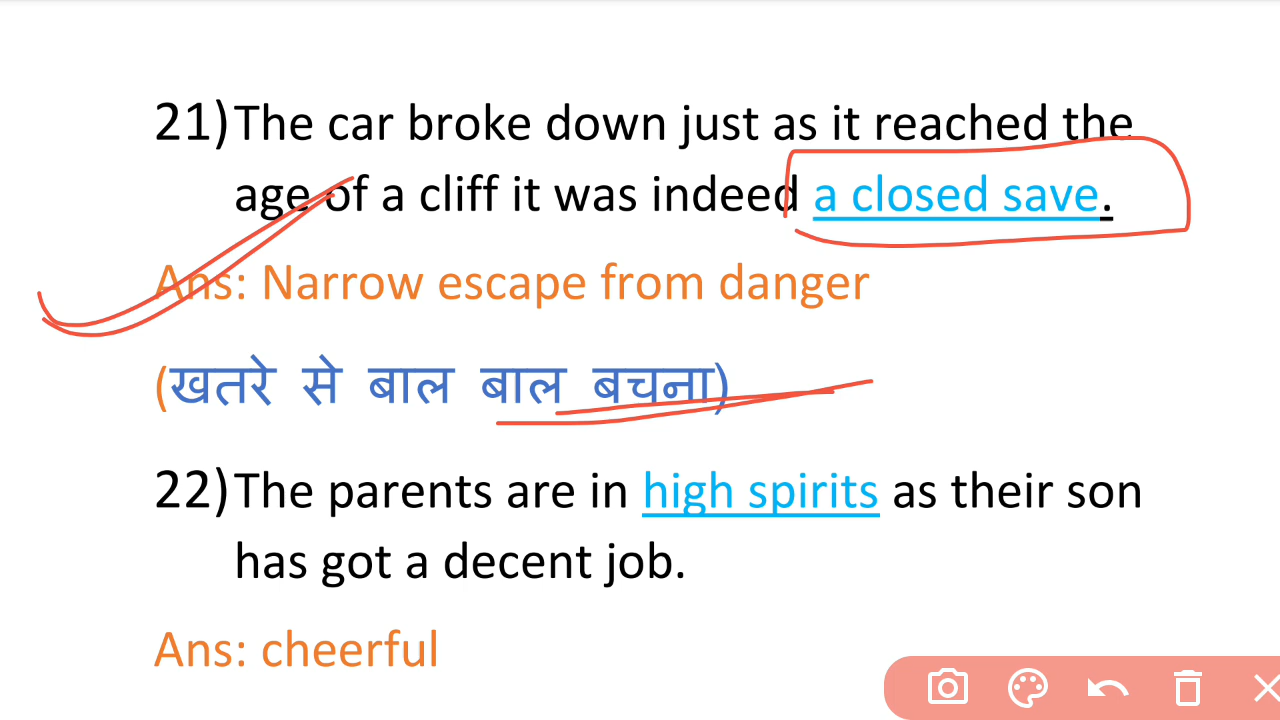 21) The car broke down just as it reached the
age of a cliff it was indeed a closed save.
Ans: Narrow escape from danger
(खतरे से बाल बाल बचना)
22) The parents are in high spirits as their son
has got a decent job.
Ans: cheerful